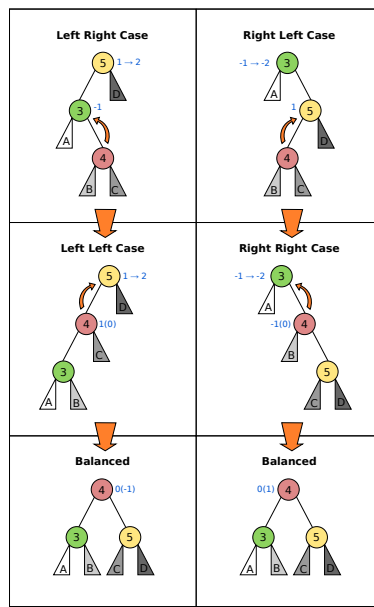 Left Right Case
5 1 → 2
D
3 -1
A
4
B C
Right Left Case
-1 → -2 3
A
1 5
D
4
B C
Left Left Case
5 1 → 2
D
4 1(0)
C
3
A B
Right Right Case
-1 → -2 3
A
-1(0) 4
B
5
C D
Balanced
4 0(-1)
3 5
A B C D
Balanced
0(1) 4
3 5
A B C D